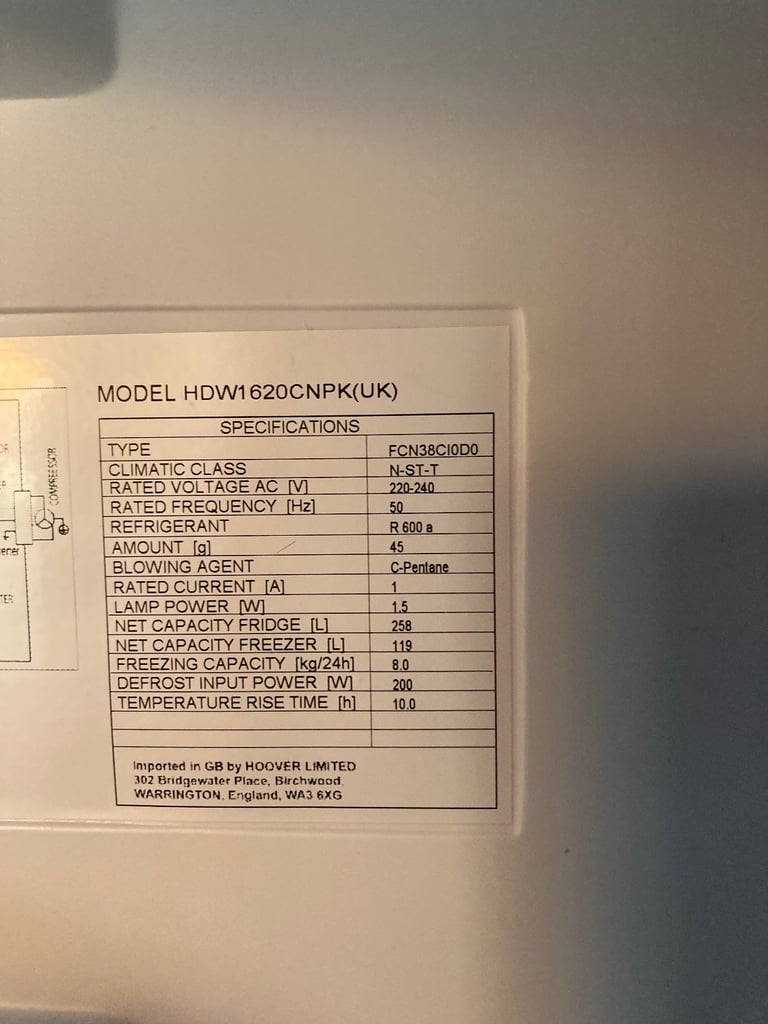 MODEL HDW1620CNPK(UK)
SPECIFICATIONS
TYPE FCN38CI0D0
CLIMATIC CLASS N-ST-T
RATED VOLTAGE AC [V] 220-240
RATED FREQUENCY [Hz] 50
REFRIGERANT R 600 a
AMOUNT [g] 45
BLOWING AGENT C-Pentane
RATED CURRENT [A] 1
LAMP POWER [W] 1.5
NET CAPACITY FRIDGE [L] 258
NET CAPACITY FREEZER [L] 119
FREEZING CAPACITY [kg/24h] 8.0
DEFROST INPUT POWER [W] 200
TEMPERATURE RISE TIME [h] 10.0
Imported in GB by HOOVER LIMITED
302 Bridgewater Place, Birchwood,
WARRINGTON, England, WA3 6XG
COMPRESSOR